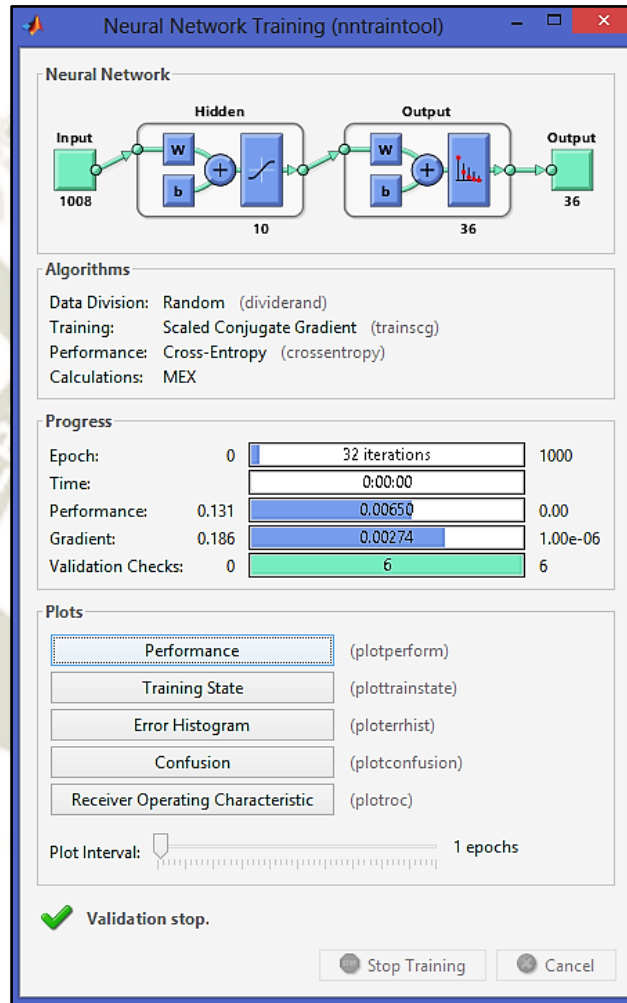 Neural Network Training (nntraintool)
Neural Network
Hidden Output
Input Output
W W
b b
1008 10 36 36
Algorithms
Data Division: Random (dividerand)
Training: Scaled Conjugate Gradient (trainscg)
Performance: Cross-Entropy (crossentropy)
Calculations: MEX
Progress
Epoch: 0 32 iterations 1000
Time: 0:00:00
Performance: 0.131 0.00650 0.00
Gradient: 0.186 0.00274 1.00e-06
Validation Checks: 0 6 6
Plots
Performance (plotperform)
Training State (plottrainstate)
Error Histogram (ploterrhist)
Confusion (plotconfusion)
Receiver Operating Characteristic (plotroc)
Plot Interval: 1 epochs
Validation stop.
Stop Training Cancel